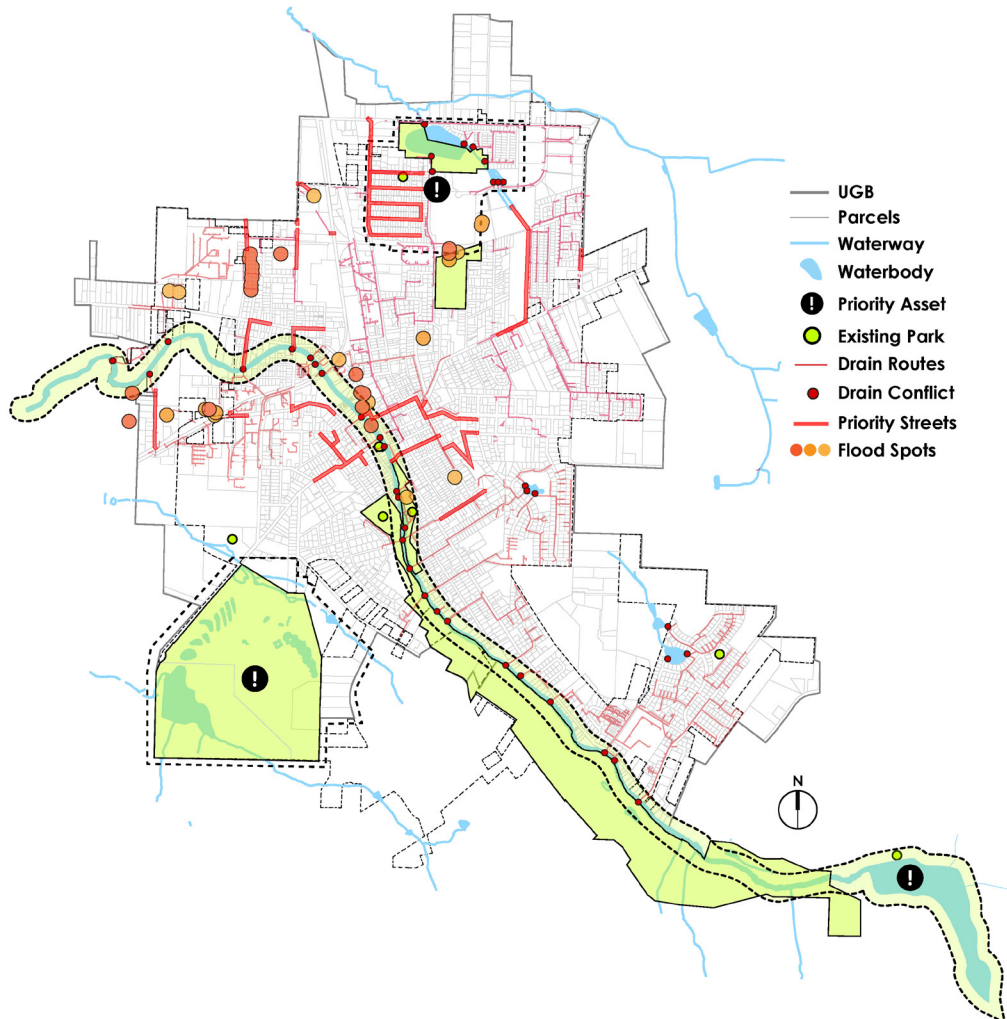 UGB
Parcels
Waterway
Waterbody
! Priority Asset
Existing Park
Drain Routes
Drain Conflict
Priority Streets
Flood Spots
!
!
!
N